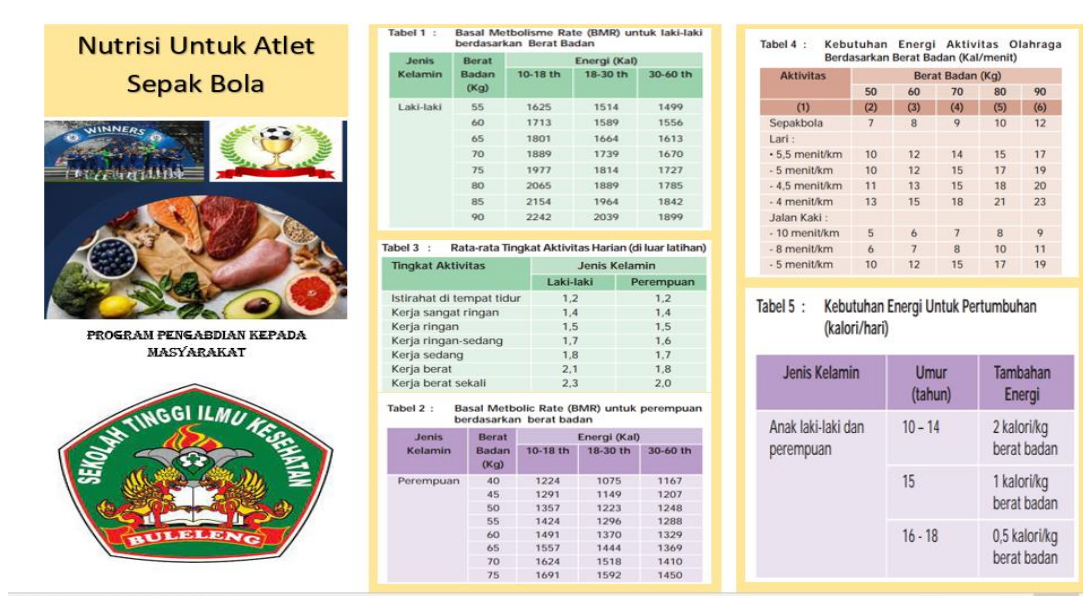 Nutrisi Untuk Atlet
Sepak Bola
WINNERS
PROGRAM PENGABDIAN KEPADA
MASYARAKAT
SEKOLAH TINGGI ILMU KESEHATAN
BULELENG
Tabel 1 : Basal Metbolisme Rate (BMR) untuk laki-laki
berdasarkan Berat Badan
Jenis Berat Energi (Kal)
Kelamin Badan 10-18 th 18-30 th 30-60 th
(Kg)
Laki-laki 55 1625 1514 1499
60 1713 1589 1556
65 1801 1664 1613
70 1889 1739 1670
75 1977 1814 1727
80 2065 1889 1785
85 2154 1964 1842
90 2242 2039 1899
Tabel 3 : Rata-rata Tingkat Aktivitas Harian (di luar latihan)
Tingkat Aktivitas Jenis Kelamin
Laki-laki Perempuan
Istirahat di tempat tidur 1,2 1,2
Kerja sangat ringan 1,4 1,4
Kerja ringan 1,5 1,5
Kerja ringan-sedang 1,7 1,6
Kerja sedang 1,8 1,7
Kerja berat 2,1 1,8
Kerja berat sekali 2,3 2,0
Tabel 2 : Basal Metbolic Rate (BMR) untuk perempuan
berdasarkan berat badan
Jenis Berat Energi (Kal)
Kelamin Badan 10-18 th 18-30 th 30-60 th
(Kg)
Perempuan 40 1224 1075 1167
45 1291 1149 1207
50 1357 1223 1248
55 1424 1296 1288
60 1491 1370 1329
65 1557 1444 1369
70 1624 1518 1410
75 1691 1592 1450
Tabel 4 : Kebutuhan Energi Aktivitas Olahraga
Berdasarkan Berat Badan (Kal/menit)
Aktivitas Berat Badan (Kg)
50 60 70 80 90
(1) (2) (3) (4) (5) (6)
Sepakbola 7 8 9 10 12
Lari :
• 5,5 menit/km 10 12 14 15 17
- 5 menit/km 10 12 15 17 19
- 4,5 menit/km 11 13 15 18 20
- 4 menit/km 13 15 18 21 23
Jalan Kaki :
- 10 menit/km 5 6 7 8 9
- 8 menit/km 6 7 8 10 11
- 5 menit/km 10 12 15 17 19
Tabel 5 : Kebutuhan Energi Untuk Pertumbuhan
(kalori/hari)
Jenis Kelamin Umur Tambahan
(tahun) Energi
Anak laki-laki dan 10 – 14 2 kalori/kg
perempuan berat badan
15 1 kalori/kg
berat badan
16 - 18 0,5 kalori/kg
berat badan